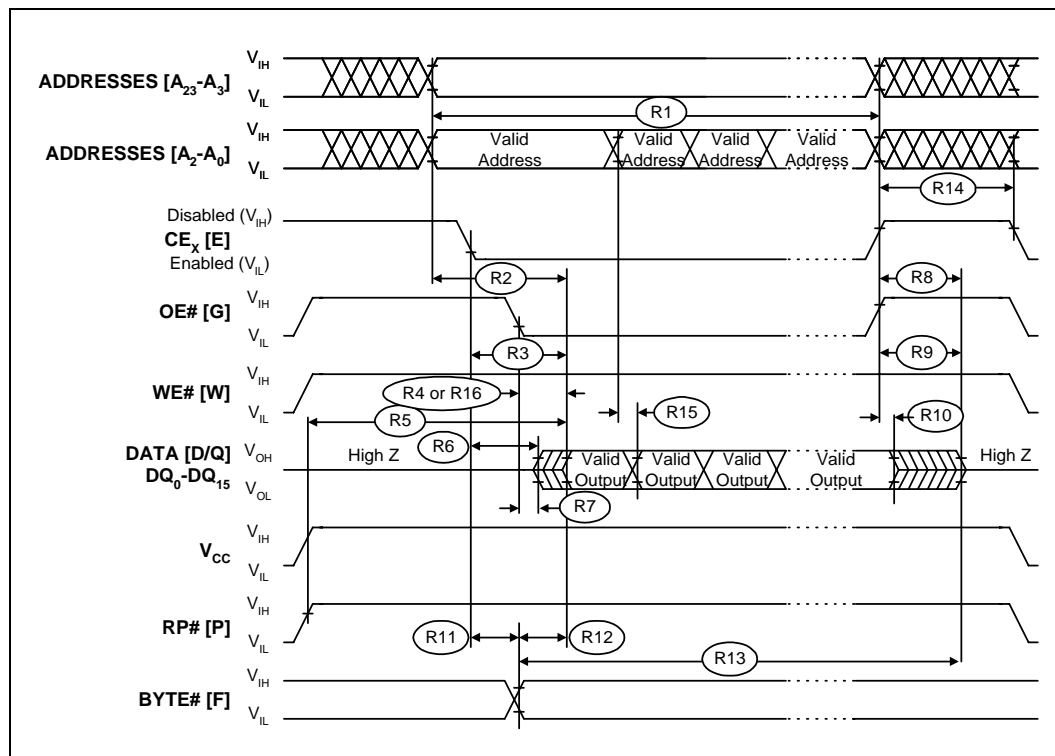 ADDRESSES [A23-A3]
VIH
VIL
R1
ADDRESSES [A2-A0]
VIH
VIL
Valid Address
Valid Address
Valid Address
Valid Address
R14
Disabled (VIH)
CEX [E]
Enabled (VIL)
R2
R8
OE# [G]
VIH
VIL
R3
R9
WE# [W]
VIH
VIL
R4 or R16
R5
R15
R10
R6
DATA [D/Q]
DQ0-DQ15
VOH
VOL
High Z
Valid Output
Valid Output
Valid Output
Valid Output
High Z
R7
VCC
VIH
VIL
RP# [P]
VIH
VIL
R11
R12
R13
BYTE# [F]
VIH
VIL